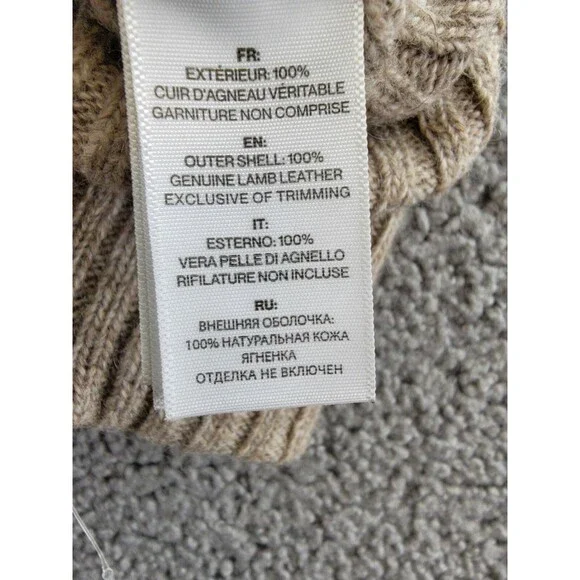 FR:
EXTÉRIEUR: 100%
CUIR D'AGNEAU VÉRITABLE
GARNITURE NON COMPRISE
EN:
OUTER SHELL: 100%
GENUINE LAMB LEATHER
EXCLUSIVE OF TRIMMING
IT:
ESTERNO: 100%
VERA PELLE DI AGNELLO
RIFILATURE NON INCLUSE
RU:
ВНЕШНЯЯ ОБОЛОЧКА:
100% НАТУРАЛЬНАЯ КОЖА
ЯГНЕНКА
ОТДЕЛКА НЕ ВКЛЮЧЕН